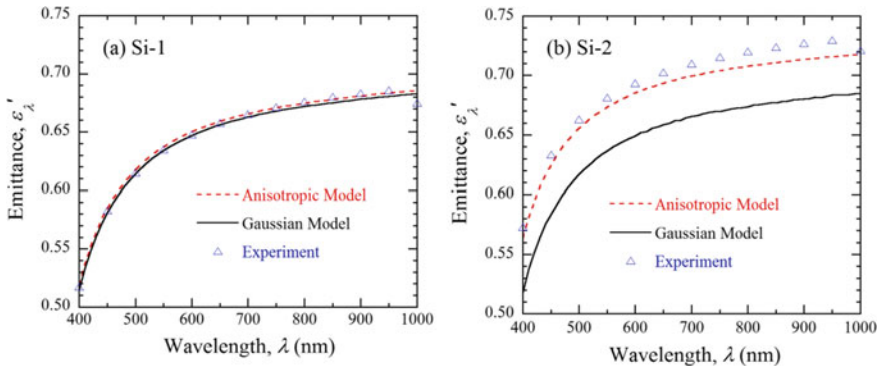 (a) Si-1
Emittance, ελ′
0.75
0.70
0.65
0.60
0.55
0.50
Anisotropic Model
Gaussian Model
Experiment
400 500 600 700 800 900 1000
Wavelength, λ (nm)
(b) Si-2
Emittance, ελ′
0.75
0.70
0.65
0.60
0.55
0.50
Anisotropic Model
Gaussian Model
Experiment
400 500 600 700 800 900 1000
Wavelength, λ (nm)